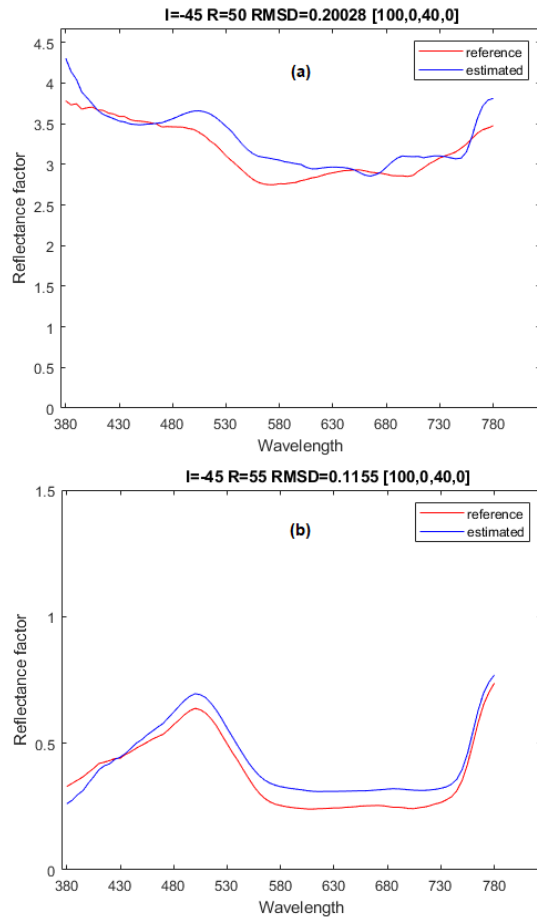 I=-45 R=50 RMSD=0.20028 [100,0,40,0]
(a)
reference
estimated
Reflectance factor
4.5
4
3.5
3
2.5
2
1.5
1
0.5
0
380 430 480 530 580 630 680 730 780
Wavelength
I=-45 R=55 RMSD=0.1155 [100,0,40,0]
(b)
reference
estimated
Reflectance factor
1.5
1
0.5
0
380 430 480 530 580 630 680 730 780
Wavelength